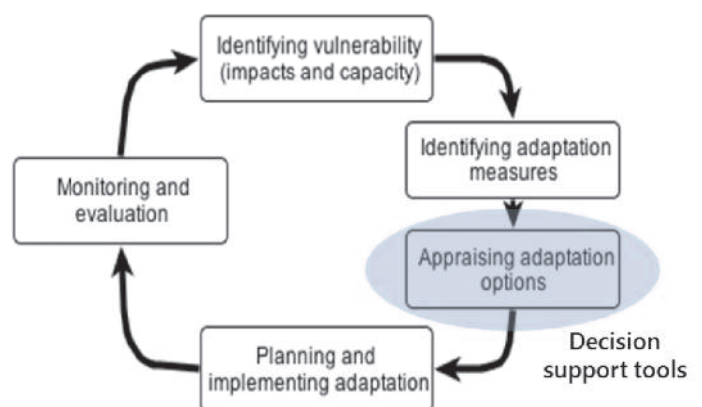 Identifying vulnerability
(impacts and capacity)
Identifying adaptation
measures
Monitoring and
evaluation
Appraising adaptation
options
Decision
support tools
Planning and
implementing adaptation